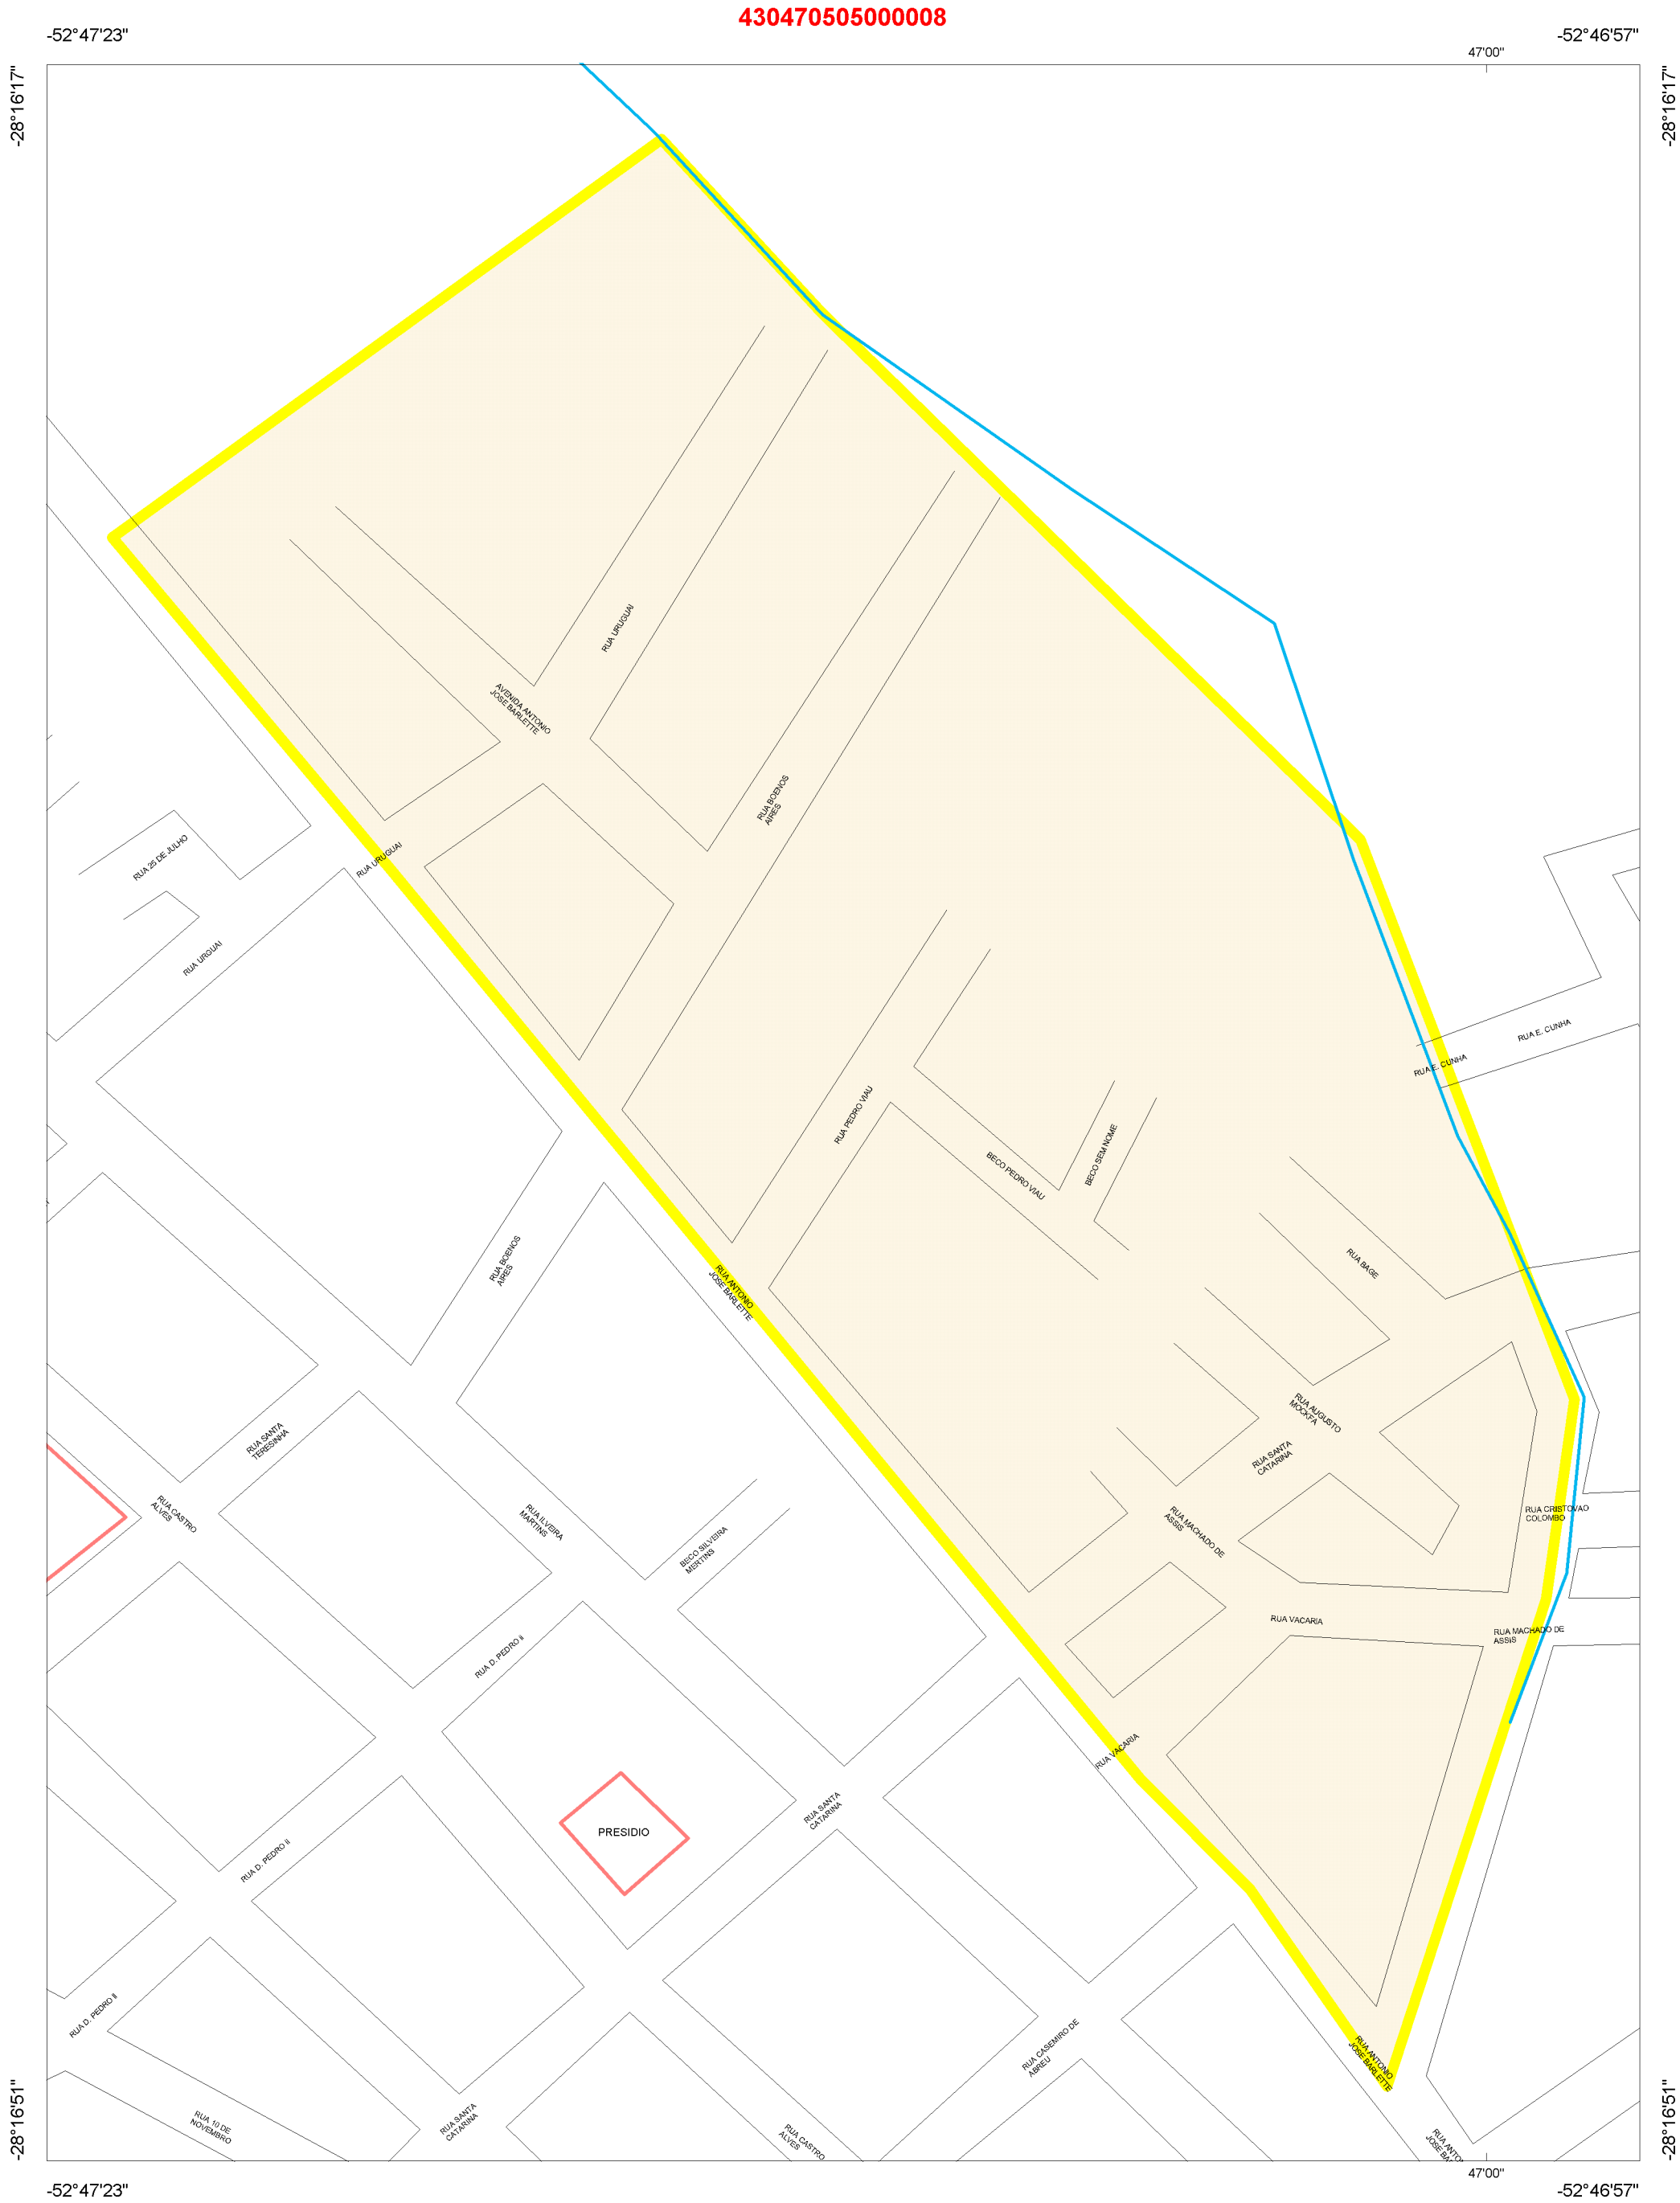 430470505000008
-52°47'23"
-52°46'57"
47'00"
-28°16'17"
-28°16'17"
RUA URUGUAI
AVENIDA ANTONIO
JOSE BARLETTE
RUA BOENOS
AIRES
RUA 25 DE JULHO
RUA URUGUAI
RUA URGUAI
RUA E. CUNHA
RUA E. CUNHA
RUA PEDRO VIAU
BECO PEDRO VIAU
BECO SEM NOME
RUA BOENOS
AIRES
RUA BAGE
RUA ANTONIO
JOSE BARLETTE
RUA AUGUSTO
MOCKFA
RUA SANTA
TERESINHA
RUA SANTA
CATARINA
RUA CASTRO
ALVES
RUA ILVEIRA
MARTINS
RUA MACHADO DE
ASSIS
RUA CRISTOVAO
COLOMBO
BECO SILVEIRA
MERTINS
RUA VACARIA
RUA MACHADO DE
ASSIS
RUA D. PEDRO II
RUA VACARIA
RUA SANTA
CATARINA
PRESIDIO
RUA D. PEDRO II
RUA D. PEDRO II
RUA CASEMIRO DE
ABREU
RUA ANTONIO
JOSE BARLETTE
RUA 10 DE
NOVEMBRO
RUA SANTA
CATARINA
RUA CASTRO
ALVES
RUA ANTO
JOSE BA
-28°16'51"
-28°16'51"
47'00"
-52°47'23"
-52°46'57"